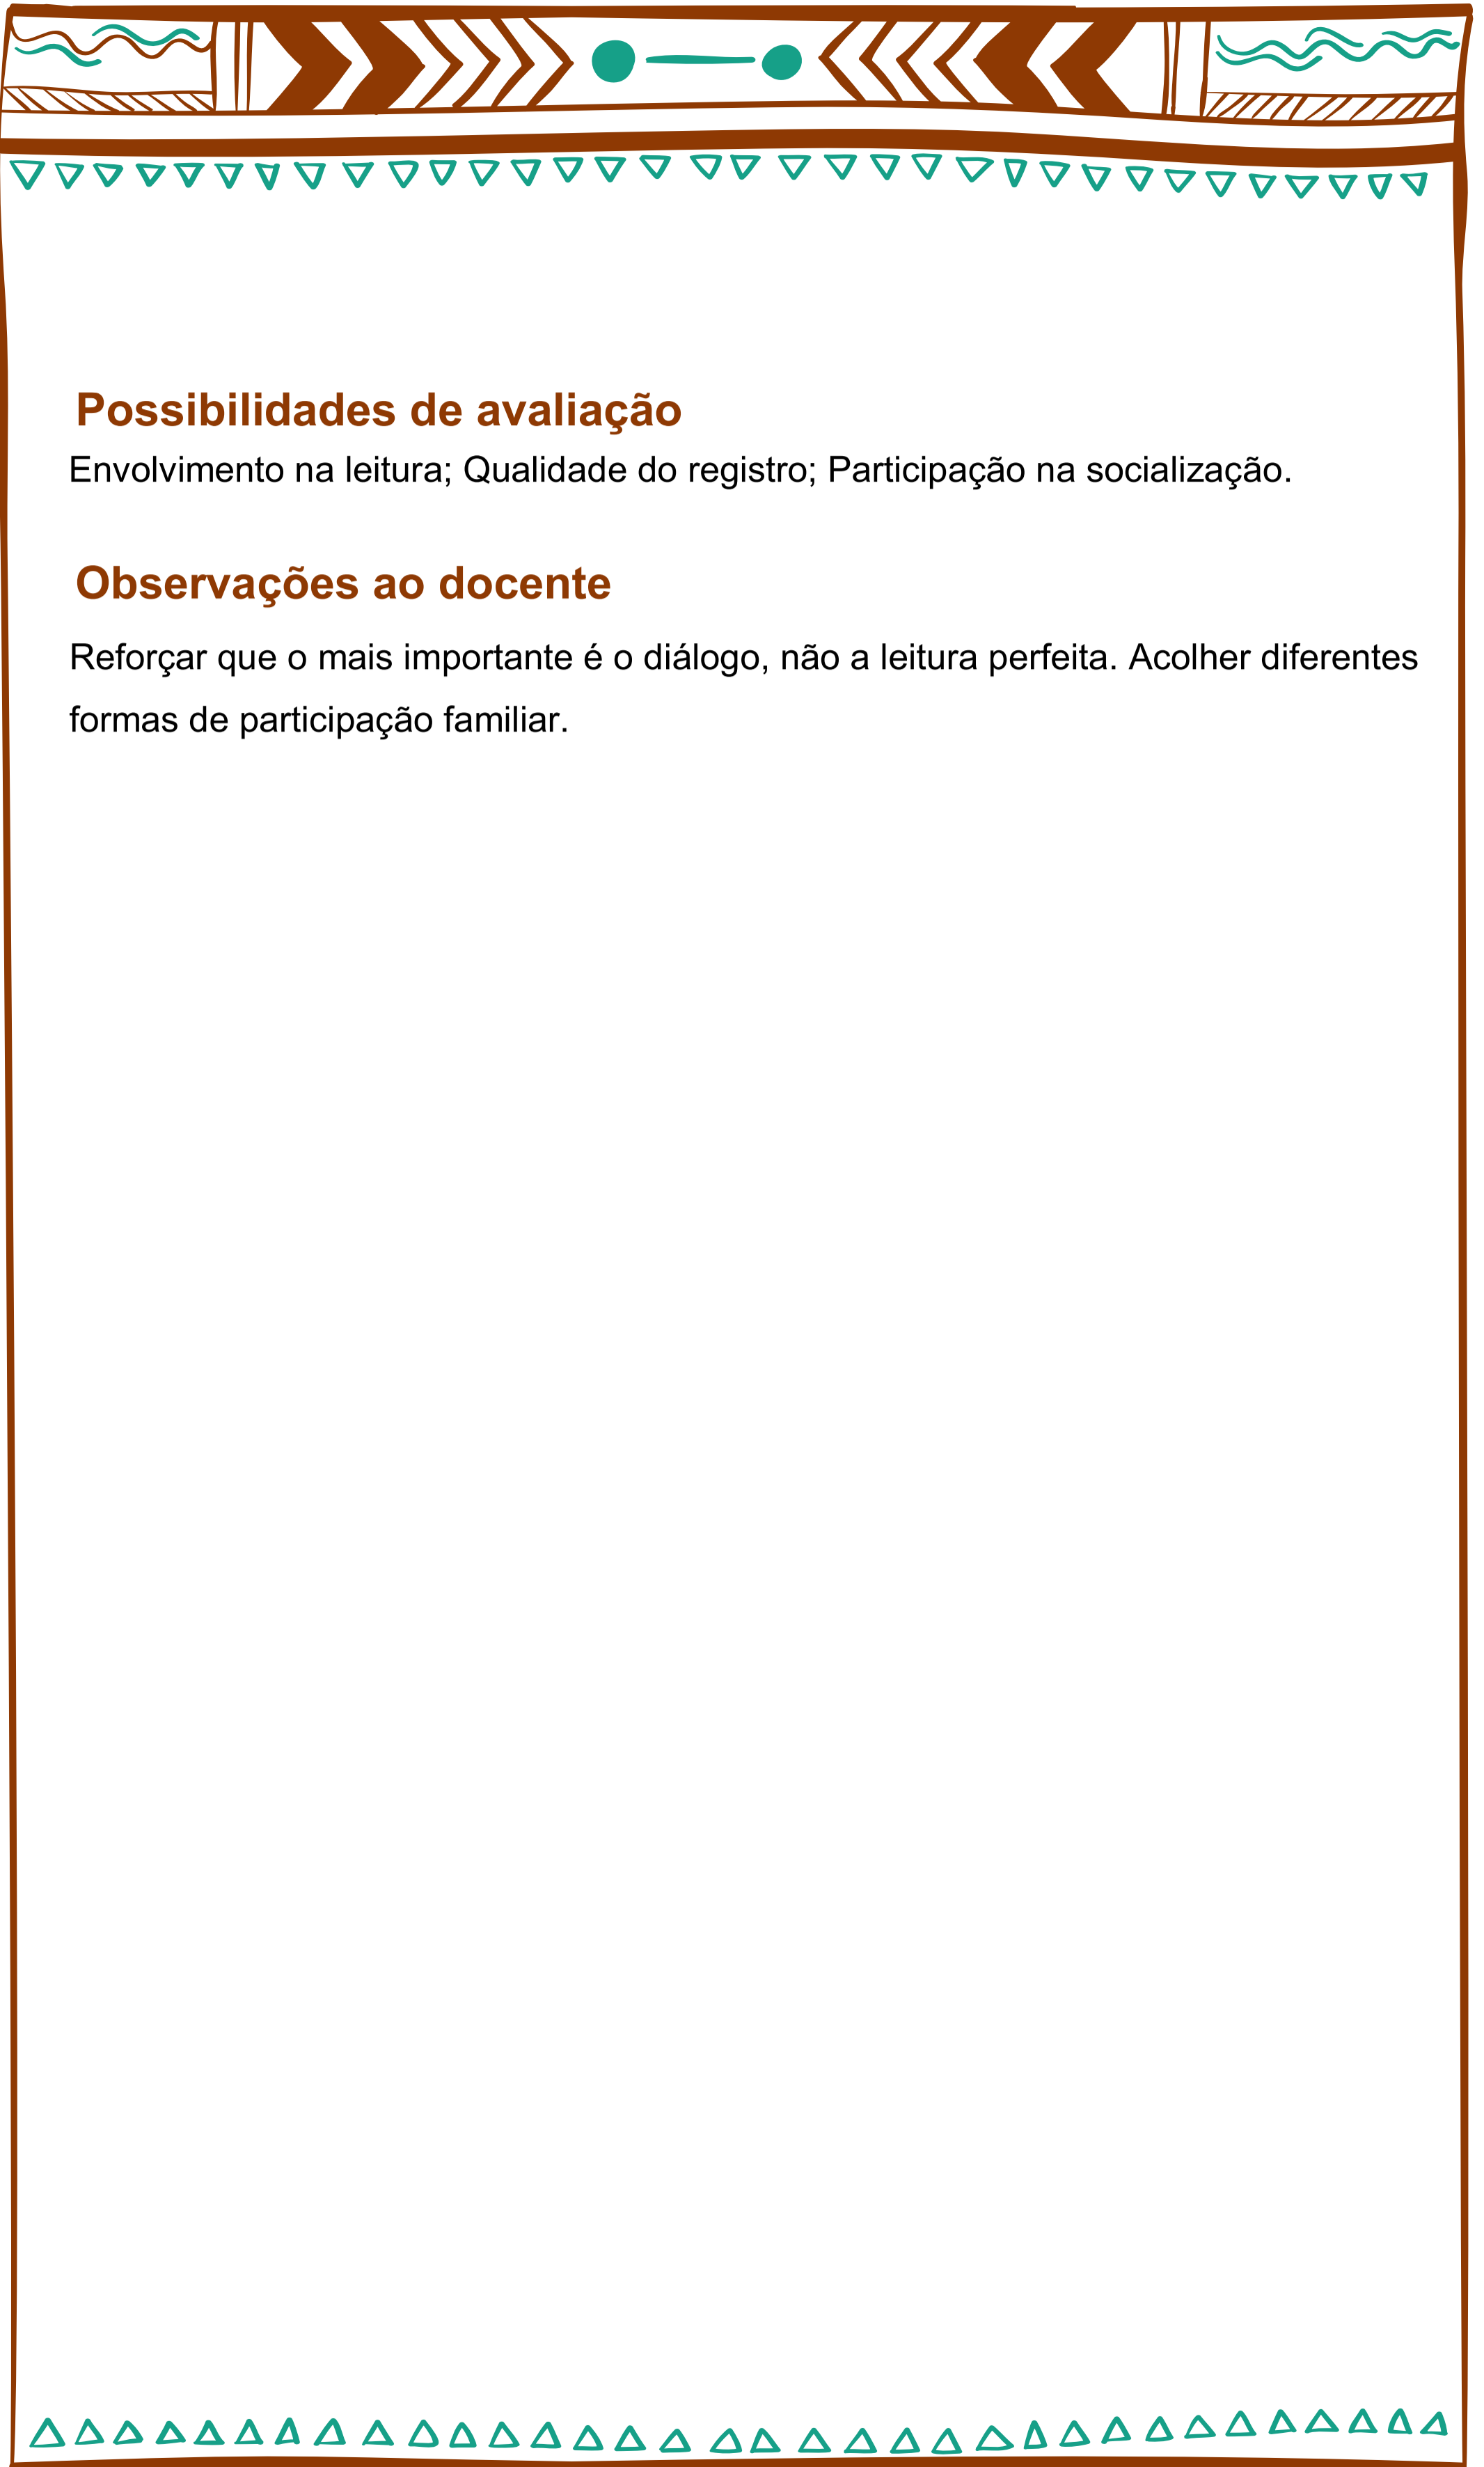 Possibilidades de avaliação
Envolvimento na leitura; Qualidade do registro; Participação na socialização.
Observações ao docente
Reforçar que o mais importante é o diálogo, não a leitura perfeita. Acolher diferentes
formas de participação familiar.